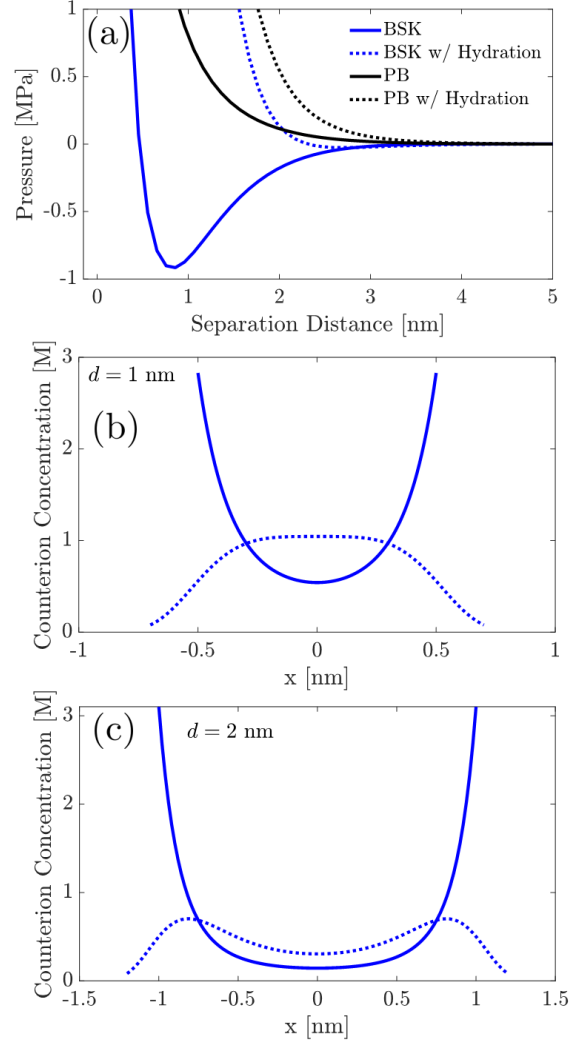 (a)
BSK
BSK w/ Hydration
PB
PB w/ Hydration
Pressure [MPa]
1
0.5
0
-0.5
-1
0 1 2 3 4 5
Separation Distance [nm]
d = 1 nm
(b)
Counterion Concentration [M]
3
2
1
0
-1 -0.5 0 0.5 1
x [nm]
(c)
d = 2 nm
Counterion Concentration [M]
3
2
1
0
-1.5 -1 -0.5 0 0.5 1 1.5
x [nm]